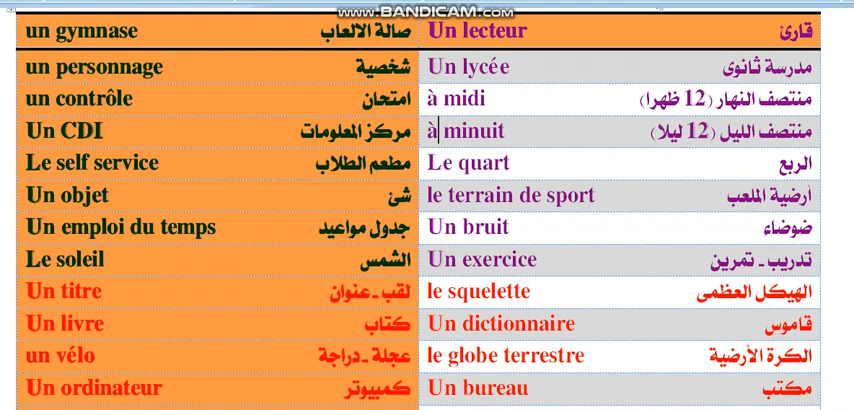 www.BANDICAM.com
un gymnase صالة الالعاب Un lecteur قارئ
un personnage شخصية Un lycée مدرسة ثانوى
un contrôle امتحان à midi منتصف النهار (12 ظهرا)
Un CDI مركز المعلومات à minuit منتصف الليل (12 ليلا)
Le self service مطعم الطلاب Le quart الربع
Un objet شئ le terrain de sport أرضية الملعب
Un emploi du temps جدول مواعيد Un bruit ضوضاء
Le soleil الشمس Un exercice تدريب - تمرين
Un titre لقب - عنوان le squelette الهيكل العظمى
Un livre كتاب Un dictionnaire قاموس
un vélo عجلة - دراجة le globe terrestre الكرة الأرضية
Un ordinateur كمبيوتر Un bureau مكتب